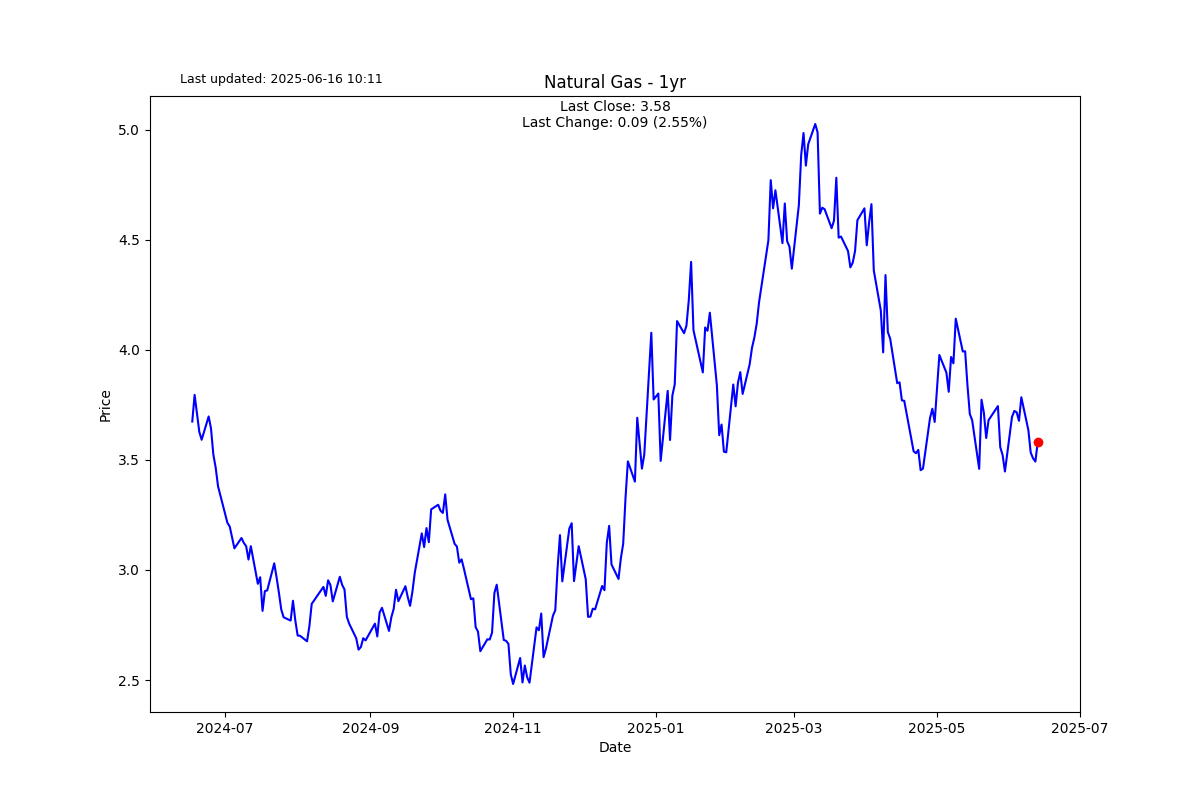 Last updated: 2025-06-16 10:11
Natural Gas - 1yr
Last Close: 3.58
Last Change: 0.09 (2.55%)
5.0
4.5
4.0
3.5
3.0
2.5
Price
2024-07
2024-09
2024-11
2025-01
2025-03
2025-05
2025-07
Date